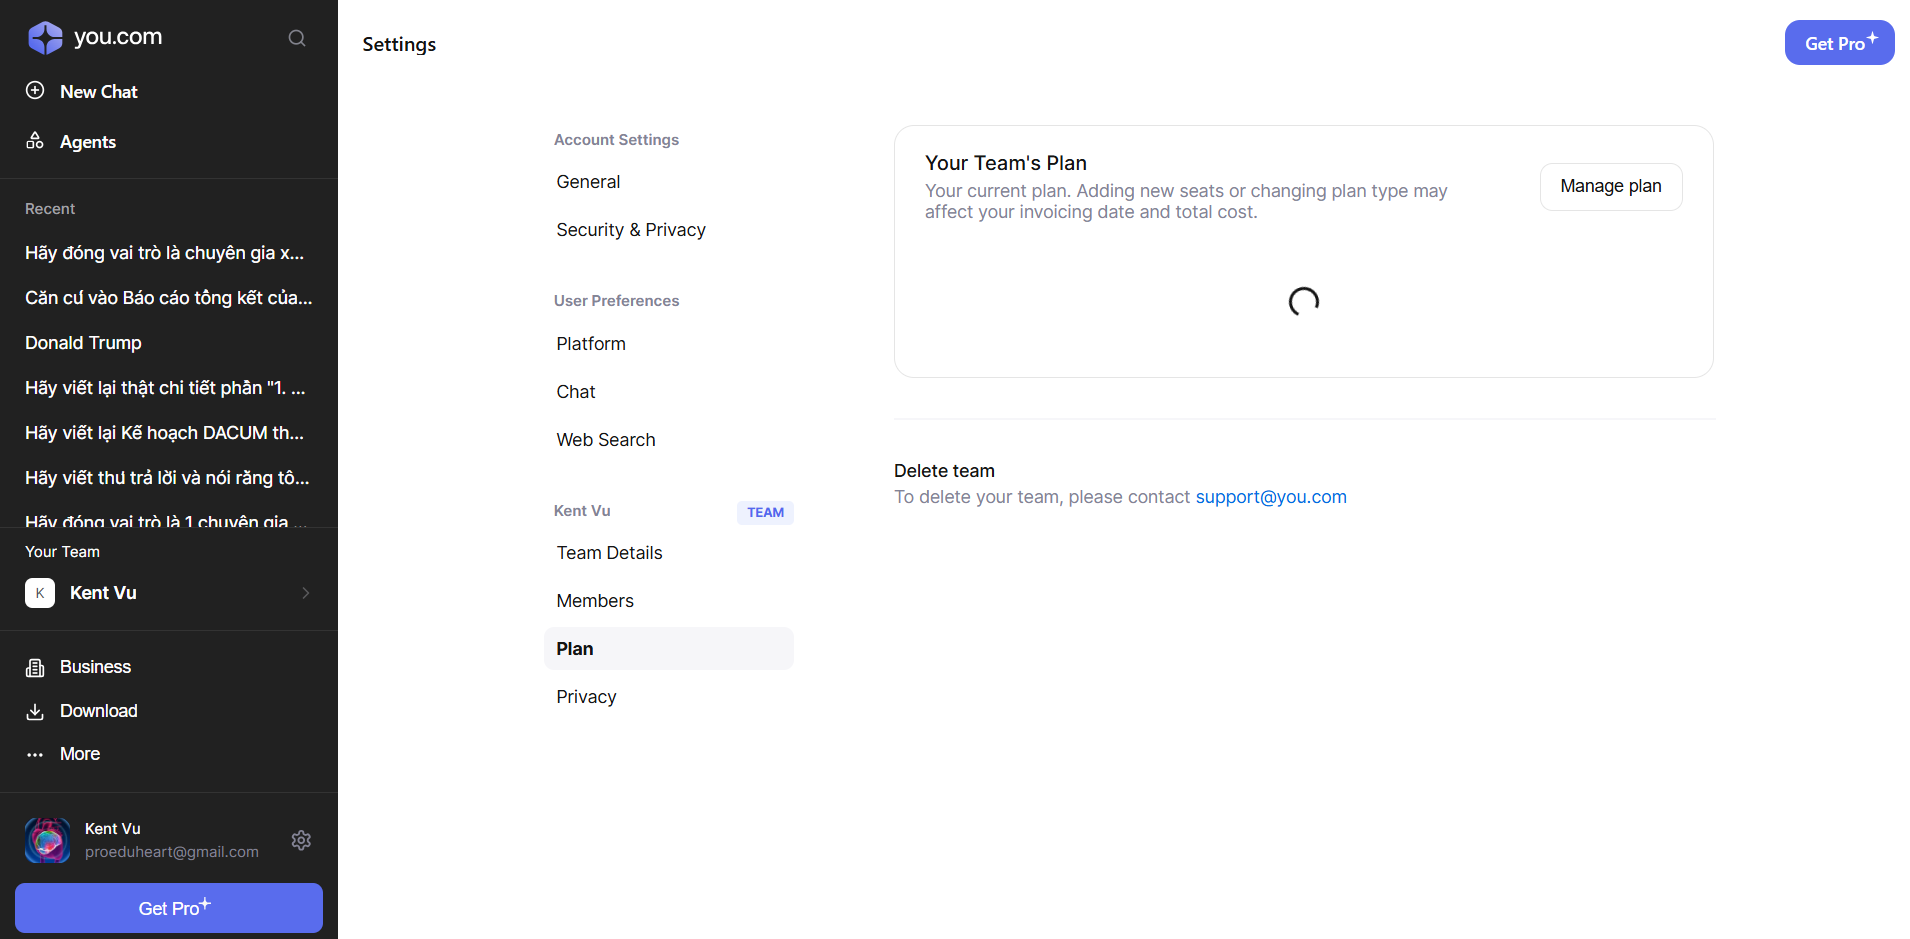 you.com
New Chat
Agents
Recent
Hãy đóng vai trò là chuyên gia x...
Căn cứ vào Báo cáo tổng kết của...
Donald Trump
Hãy viết lại thật chi tiết phần "1. ...
Hãy viết lại Kế hoạch DACUM th...
Hãy viết thư trả lời và nói rằng tô...
Hãy đóng vai trò là 1 chuyên gia ...
Your Team
K
Kent Vu
Business
Download
More
Kent Vu
proeduheart@gmail.com
Get Pro
Settings
Get Pro
Account Settings
General
Security & Privacy
User Preferences
Platform
Chat
Web Search
Kent Vu
TEAM
Team Details
Members
Plan
Privacy
Your Team's Plan
Your current plan. Adding new seats or changing plan type may
affect your invoicing date and total cost.
Manage plan
Delete team
To delete your team, please contact support@you.com